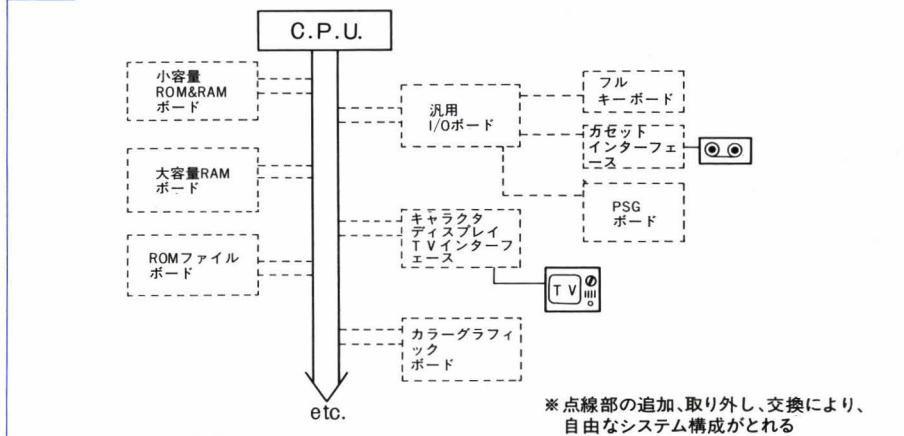 C.P.U.
小容量
ROM&RAM
ボード
大容量RAM
ボード
ROMファイル
ボード
汎用
I/Oボード
フル
キーボード
カセット
インターフェ
ース
PSG
ボード
キャラクタ
ディスプレイ
TVインターフ
ェース
TV
カラーグラフィ
ック
ボード
etc.
※点線部の追加、取り外し、交換により、
自由なシステム構成がとれる